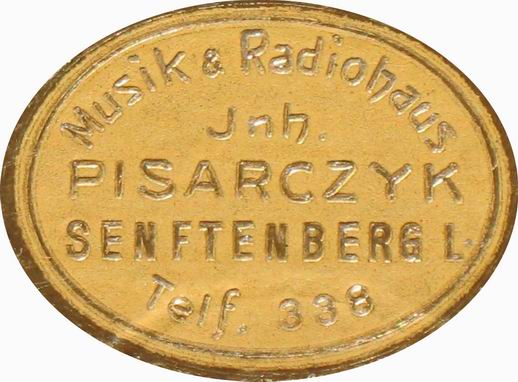 Musik & Radiohaus
Jnh.
PISARCZYK
SENFTENBERG L.
Telf. 338